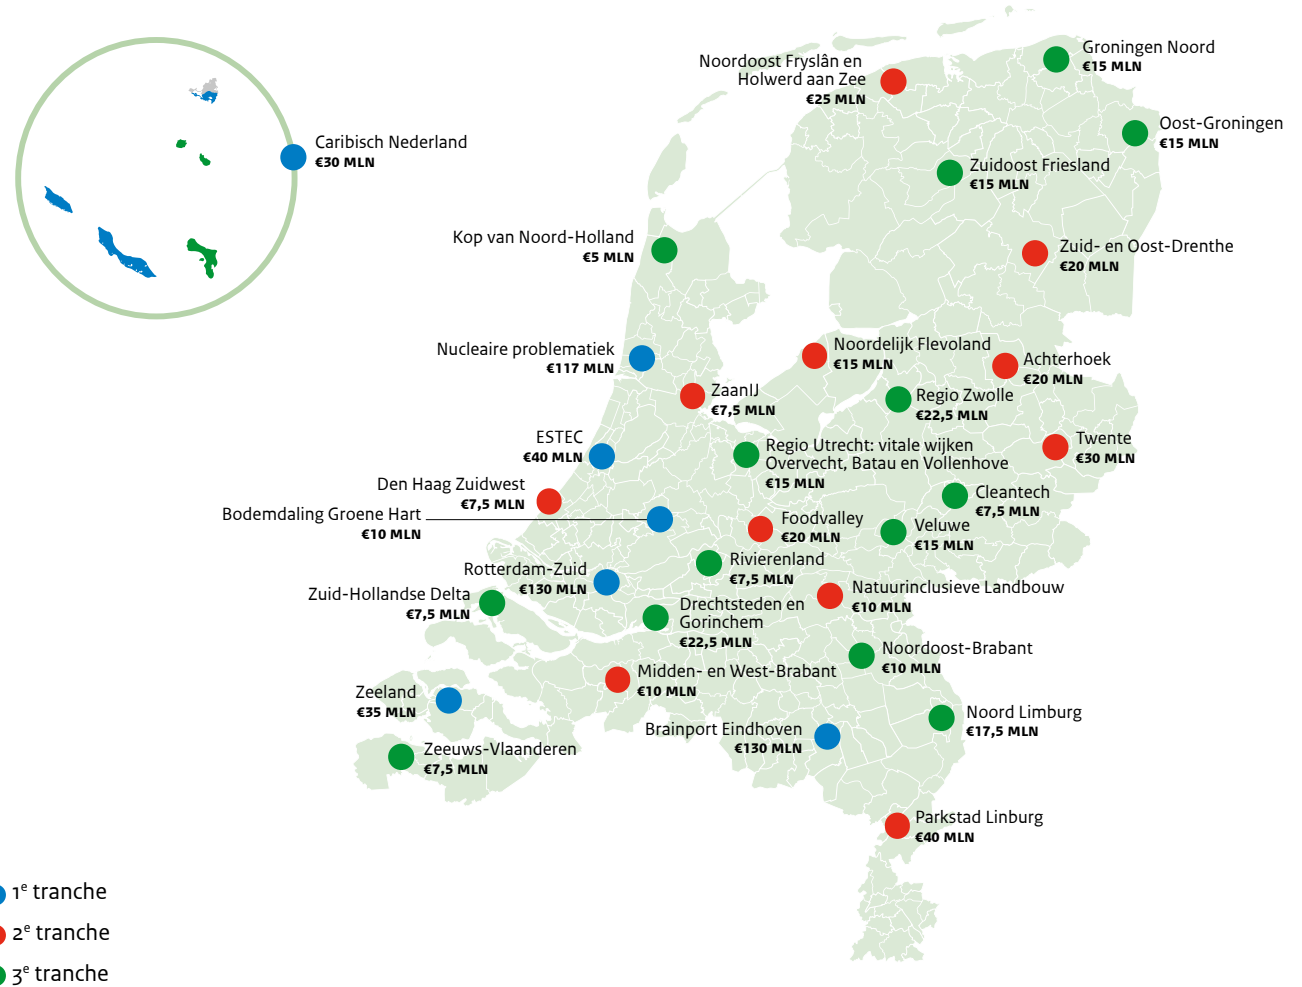 Noordoost Fryslân en
Holwerd aan Zee
€25 MLN
Groningen Noord
€15 MLN
Oost-Groningen
€15 MLN
Caribisch Nederland
€30 MLN
Zuidoost Friesland
€15 MLN
Kop van Noord-Holland
€5 MLN
Zuid- en Oost-Drenthe
€20 MLN
Nucleaire problematiek
€117 MLN
Noordelijk Flevoland
€15 MLN
Achterhoek
€20 MLN
ZaanIJ
€7,5 MLN
Regio Zwolle
€22,5 MLN
ESTEC
€40 MLN
Regio Utrecht: vitale wijken
Overvecht, Batau en Vollenhove
€15 MLN
Twente
€30 MLN
Den Haag Zuidwest
€7,5 MLN
Cleantech
€7,5 MLN
Bodemdaling Groene Hart
€10 MLN
Foodvalley
€20 MLN
Veluwe
€15 MLN
Rotterdam-Zuid
€130 MLN
Rivierenland
€7,5 MLN
Zuid-Hollandse Delta
€7,5 MLN
Natuurinclusieve Landbouw
€10 MLN
Drechtsteden en
Gorinchem
€22,5 MLN
Noordoost-Brabant
€10 MLN
Midden- en West-Brabant
€10 MLN
Zeeland
€35 MLN
Noord Limburg
€17,5 MLN
Brainport Eindhoven
€130 MLN
Zeeuws-Vlaanderen
€7,5 MLN
Parkstad Linburg
€40 MLN
1e tranche
2e tranche
3e tranche